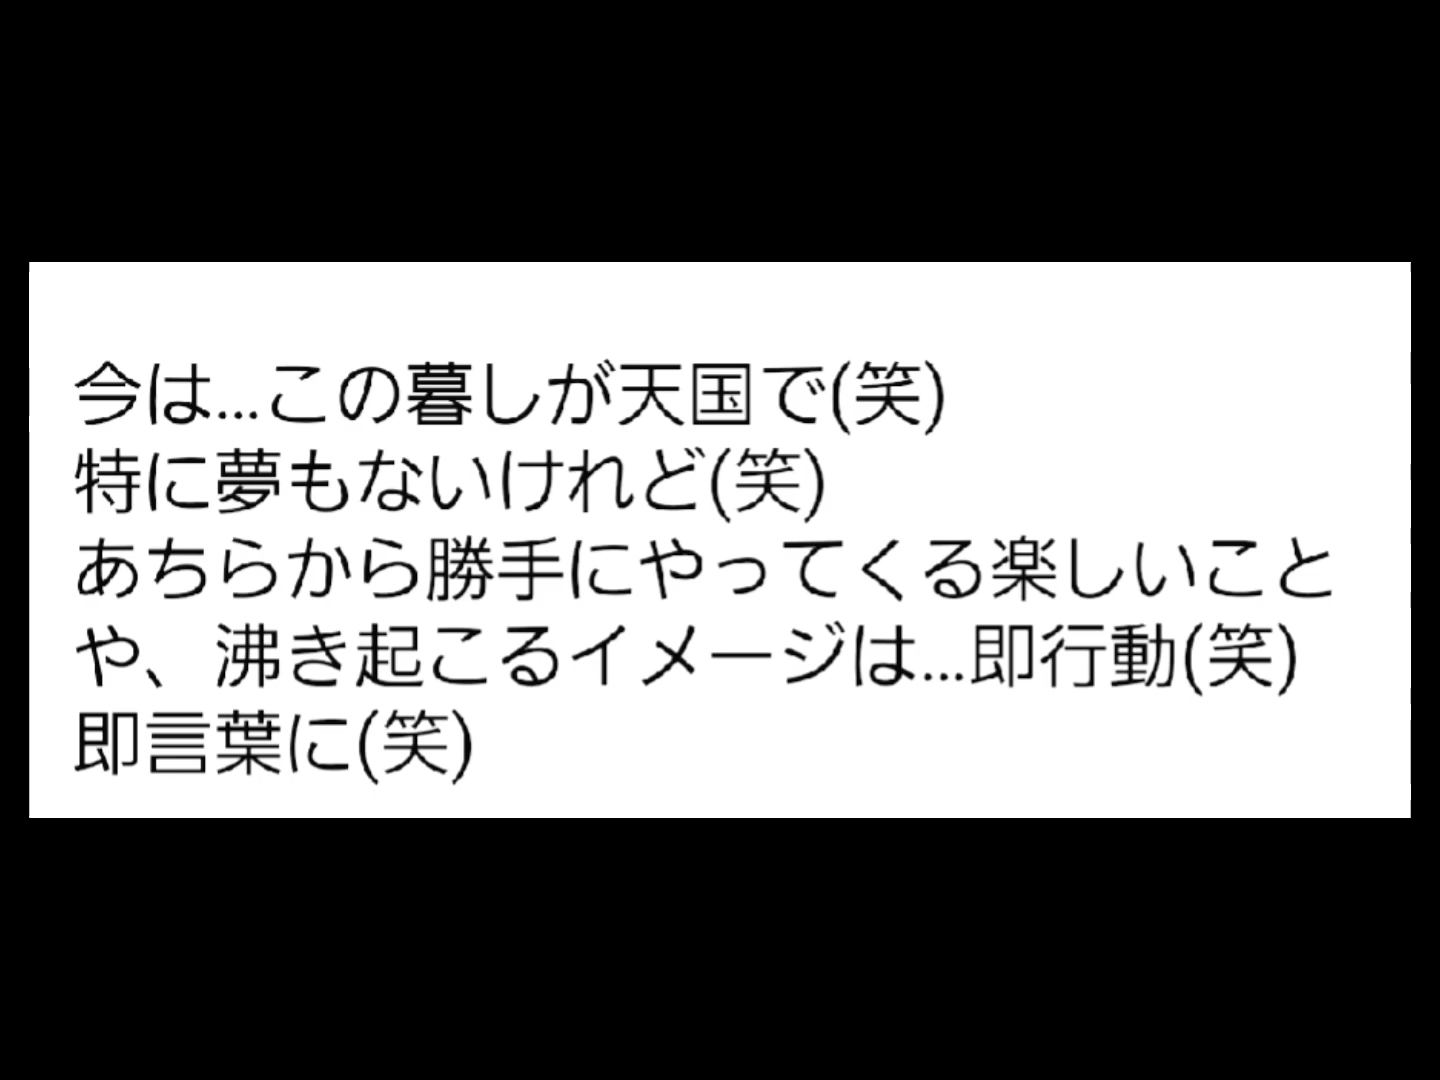 今は...この暮しが天国で(笑)
特に夢もないけれど(笑)
あちらから勝手にやってくる楽しいこと
や、沸き起こるイメージは...即行動(笑)
即言葉に(笑)